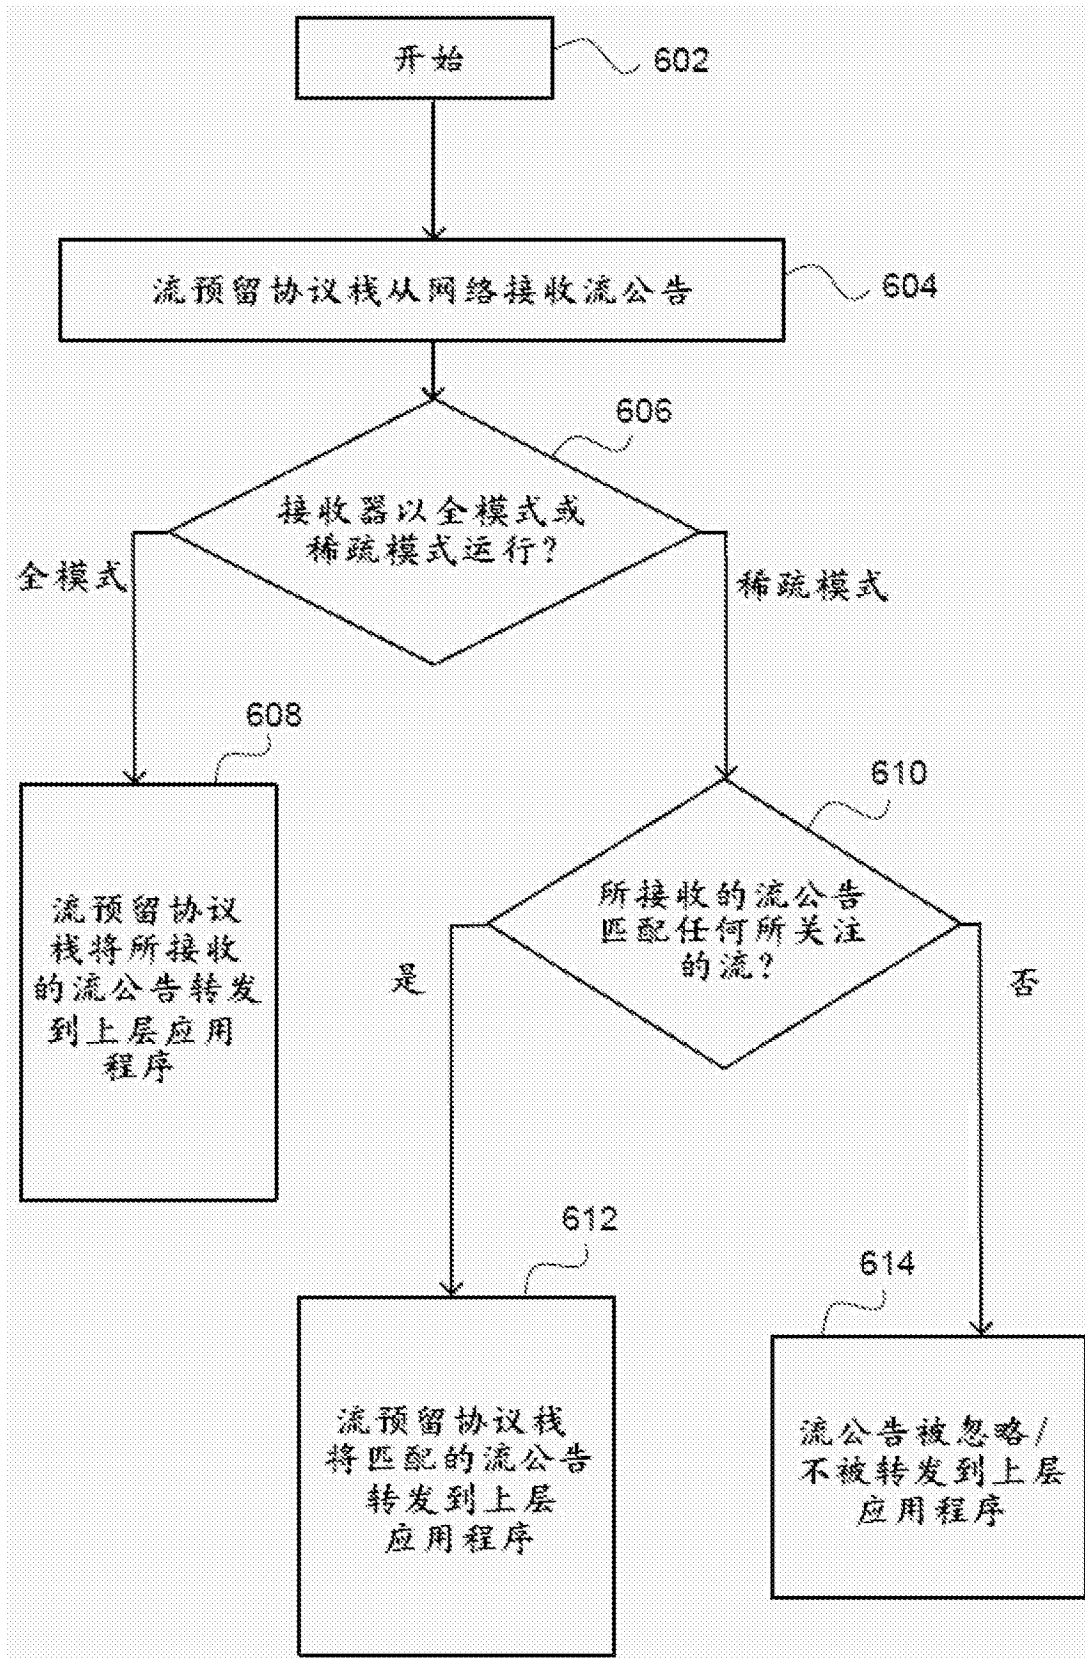 开始
602
流预留协议栈从网络接收流公告
604
606
接收器以全模式或
稀疏模式运行?
全模式
稀疏模式
608
610
流预留协议
栈将所接收
的流公告转发
到上层应用
程序
所接收的流公告
匹配任何所关注
的流?
是
否
612
614
流预留协议栈
将匹配的流公告
转发到上层
应用程序
流公告被忽略/
不被转发到上层
应用程序